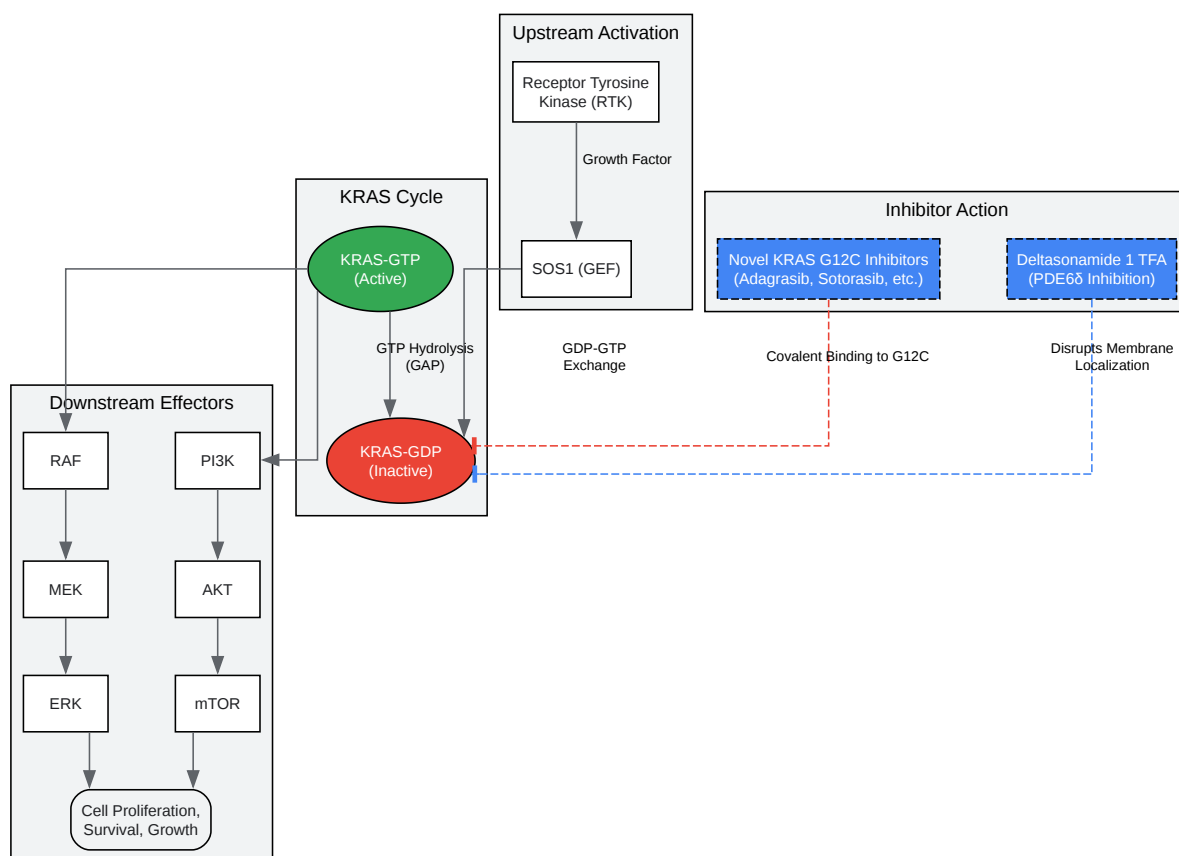 Upstream Activation
Receptor Tyrosine
Kinase (RTK)
Growth Factor
SOS1 (GEF)
GDP-GTP
Exchange
KRAS Cycle
KRAS-GTP
(Active)
GTP Hydrolysis
(GAP)
KRAS-GDP
(Inactive)
Inhibitor Action
Novel KRAS G12C Inhibitors
(Adagrasib, Sotorasib, etc.)
Deltasonamide 1 TFA
(PDE6δ Inhibition)
Covalent Binding to G12C
Disrupts Membrane
Localization
Downstream Effectors
RAF
PI3K
MEK
AKT
ERK
mTOR
Cell Proliferation,
Survival, Growth